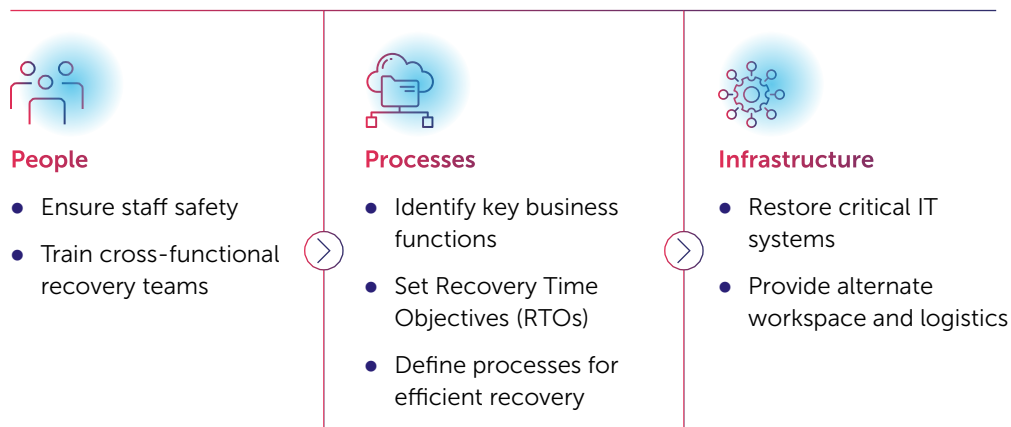 People
Ensure staff safety
Train cross-functional
recovery teams
Processes
Identify key business
functions
Set Recovery Time
Objectives (RTOs)
Define processes for
efficient recovery
Infrastructure
Restore critical IT
systems
Provide alternate
workspace and logistics